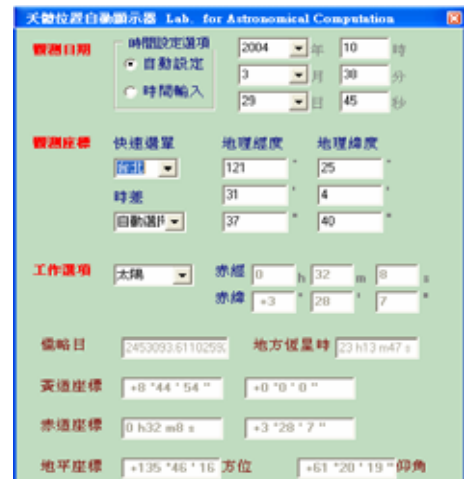 天體位置自動顯示器 Lab. for Astronomical Computation
觀測日期 時間設定選項 2004 年 10 時
自動設定 3 月 38 分
時間輸入 29 日 45 秒
觀測座標 快速選單 地理經度 地理緯度
台北 121 ° 25 °
時差 31 ' 4 '
自動選擇 37 " 40 "
工作選項 太陽 赤經 0 h 32 m 8 s
赤緯 +3 ° 28 ' 7 "
儒略日 2453093.6110259 地方恆星時 23 h13 m47 s
黃道座標 +8 °44 ' 54 " +0 °0 ' 0 "
赤道座標 0 h32 m8 s +3 °28 ' 7 "
地平座標 +135 °46 ' 16 方位 +61 °20 ' 19 " 仰角